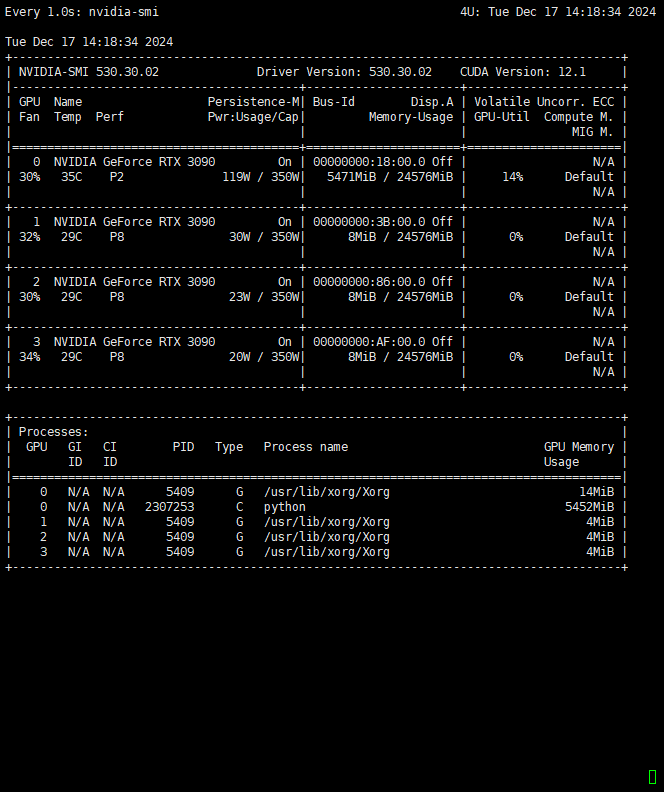 Every 1.0s: nvidia-smi                                           4U: Tue Dec 17 14:18:34 2024

Tue Dec 17 14:18:34 2024
+---------------------------------------------------------------------------------------+
| NVIDIA-SMI 530.30.02              Driver Version: 530.30.02    CUDA Version: 12.1     |
|-----------------------------------------+----------------------+----------------------+
| GPU  Name                  Persistence-M| Bus-Id        Disp.A | Volatile Uncorr. ECC |
| Fan  Temp  Perf            Pwr:Usage/Cap|         Memory-Usage | GPU-Util  Compute M. |
|                                         |                      |               MIG M. |
|=========================================+======================+======================|
|   0  NVIDIA GeForce RTX 3090         On | 00000000:18:00.0 Off |                  N/A |
| 30%   35C    P2              119W / 350W|   5471MiB / 24576MiB |     14%      Default |
|                                         |                      |                  N/A |
+-----------------------------------------+----------------------+----------------------+
|   1  NVIDIA GeForce RTX 3090         On | 00000000:3B:00.0 Off |                  N/A |
| 32%   29C    P8               30W / 350W|      8MiB / 24576MiB |      0%      Default |
|                                         |                      |                  N/A |
+-----------------------------------------+----------------------+----------------------+
|   2  NVIDIA GeForce RTX 3090         On | 00000000:86:00.0 Off |                  N/A |
| 30%   29C    P8               23W / 350W|      8MiB / 24576MiB |      0%      Default |
|                                         |                      |                  N/A |
+-----------------------------------------+----------------------+----------------------+
|   3  NVIDIA GeForce RTX 3090         On | 00000000:AF:00.0 Off |                  N/A |
| 34%   29C    P8               20W / 350W|      8MiB / 24576MiB |      0%      Default |
|                                         |                      |                  N/A |
+-----------------------------------------+----------------------+----------------------+

+---------------------------------------------------------------------------------------+
| Processes:                                                                            |
|  GPU   GI   CI        PID   Type   Process name                            GPU Memory |
|        ID   ID                                                             Usage      |
|=======================================================================================|
|    0   N/A  N/A      5409      G   /usr/lib/xorg/Xorg                           14MiB |
|    0   N/A  N/A   2307253      C   python                                     5452MiB |
|    1   N/A  N/A      5409      G   /usr/lib/xorg/Xorg                            4MiB |
|    2   N/A  N/A      5409      G   /usr/lib/xorg/Xorg                            4MiB |
|    3   N/A  N/A      5409      G   /usr/lib/xorg/Xorg                            4MiB |
+---------------------------------------------------------------------------------------+